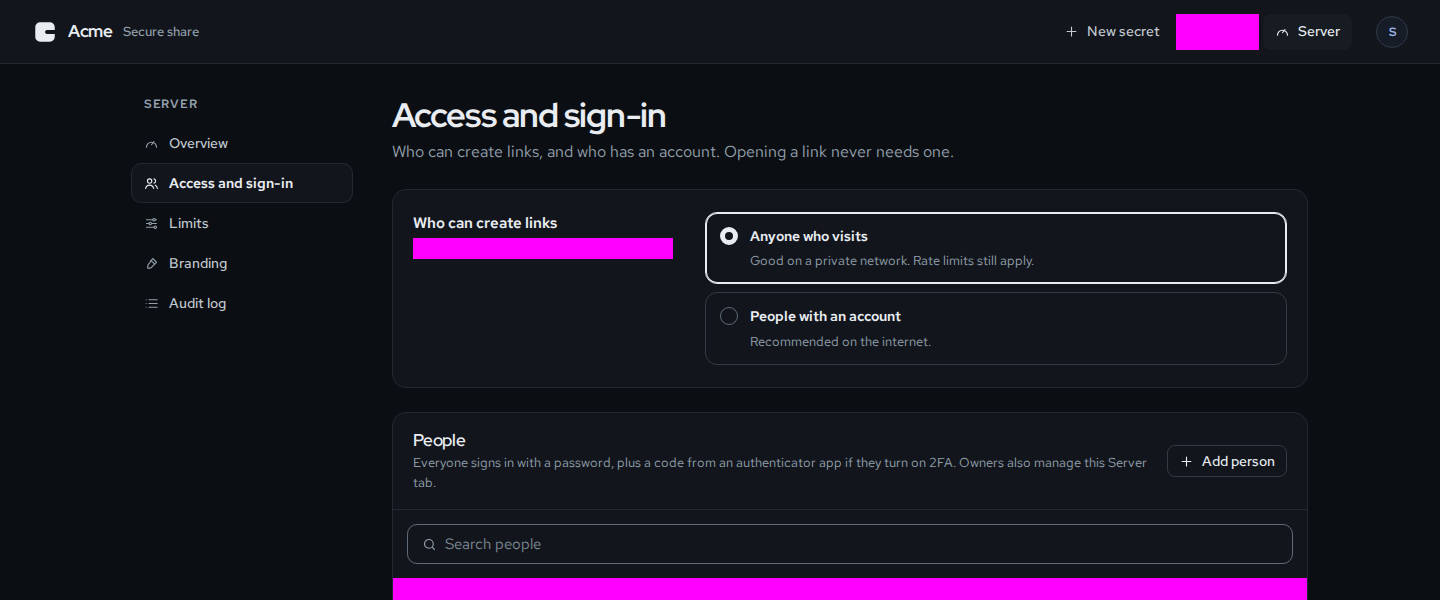 Acme Secure share
New secret
Server
S
SERVER
Overview
Access and sign-in
Limits
Branding
Audit log
Access and sign-in
Who can create links, and who has an account. Opening a link never needs one.
Who can create links
Anyone who visits
Good on a private network. Rate limits still apply.
People with an account
Recommended on the internet.
People
Everyone signs in with a password, plus a code from an authenticator app if they turn on 2FA. Owners also manage this Server
tab.
Add person
Search people